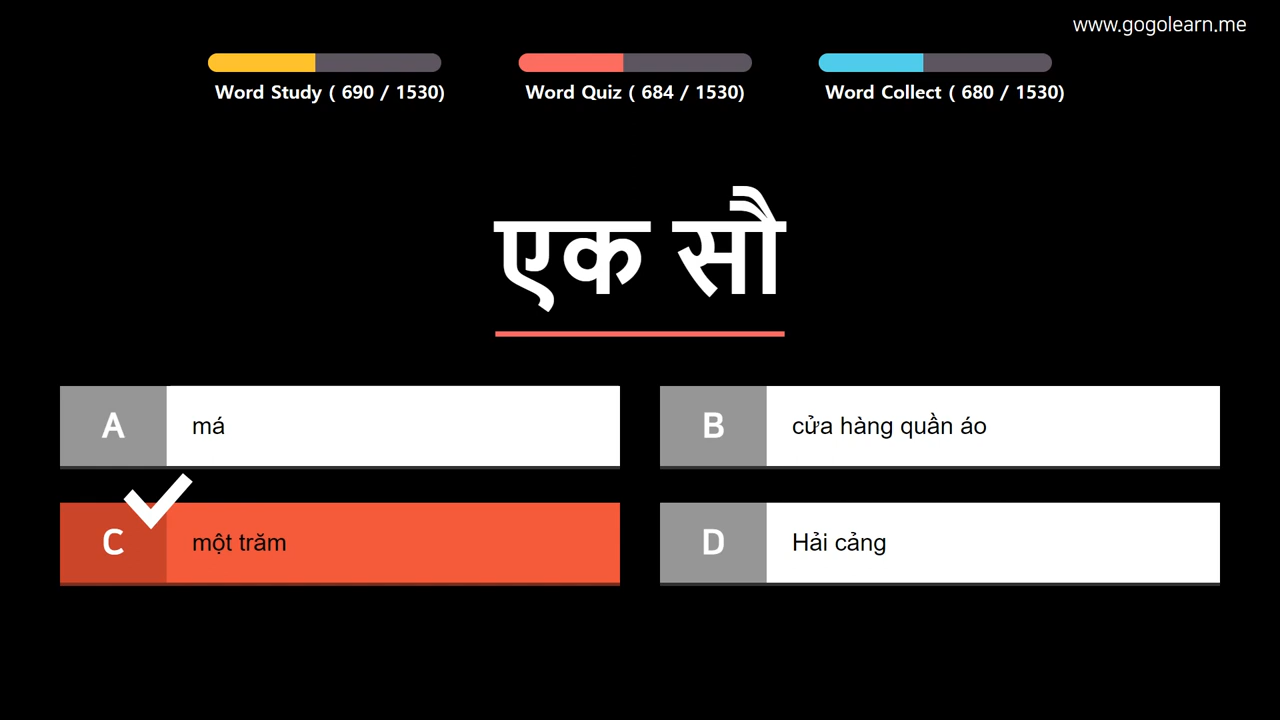 www.gogolearn.me
Word Study ( 690 / 1530)
Word Quiz ( 684 / 1530)
Word Collect ( 680 / 1530)
एक सौ
A má
B cửa hàng quần áo
C một trăm
D Hải cảng